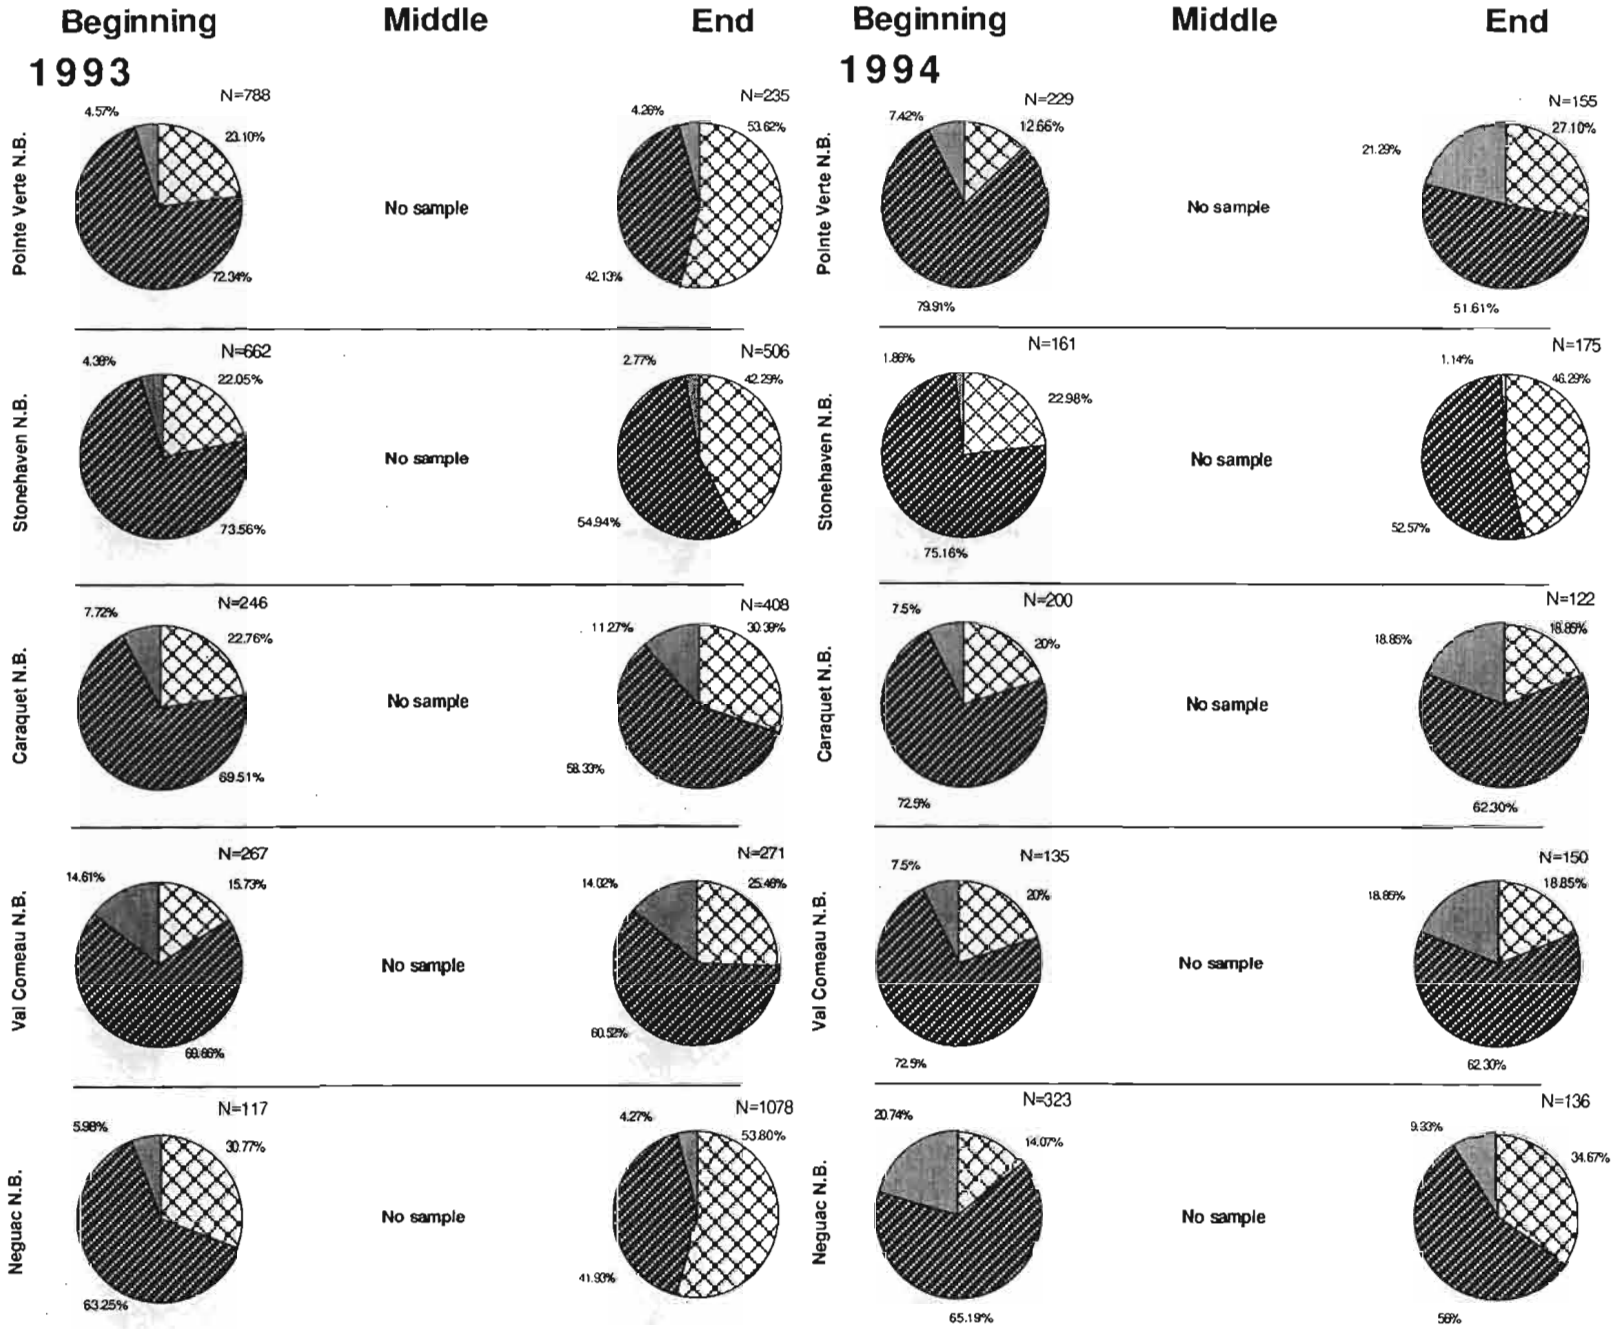 Beginning Middle End Beginning Middle End
1993 1994
Pointe Verte N.B.
4.57% N=788
23.10%
72.34%
No sample
4.26% N=235
53.62%
42.13%
Pointe Verte N.B.
7.42% N=229
12.66%
79.91%
No sample
N=155
27.10%
21.29%
51.61%
Stonehaven N.B.
4.38% N=662
22.05%
73.56%
No sample
2.77% N=506
42.29%
54.94%
Stonehaven N.B.
1.86% N=161
22.98%
75.16%
No sample
1.14% N=175
46.29%
52.57%
Caraquet N.B.
7.72% N=246
22.76%
69.51%
No sample
11.27% N=408
30.39%
58.33%
Caraquet N.B.
7.5% N=200
20%
72.5%
No sample
18.85% N=122
18.85%
62.30%
Val Comeau N.B.
14.61% N=267
15.73%
69.66%
No sample
14.02% N=271
25.46%
60.52%
Val Comeau N.B.
7.5% N=135
20%
72.5%
No sample
18.85% N=150
18.85%
62.30%
Neguac N.B.
5.98% N=117
30.77%
63.25%
No sample
4.27% N=1078
53.80%
41.93%
Neguac N.B.
20.74% N=323
14.07%
65.19%
No sample
9.33% N=136
34.67%
56%